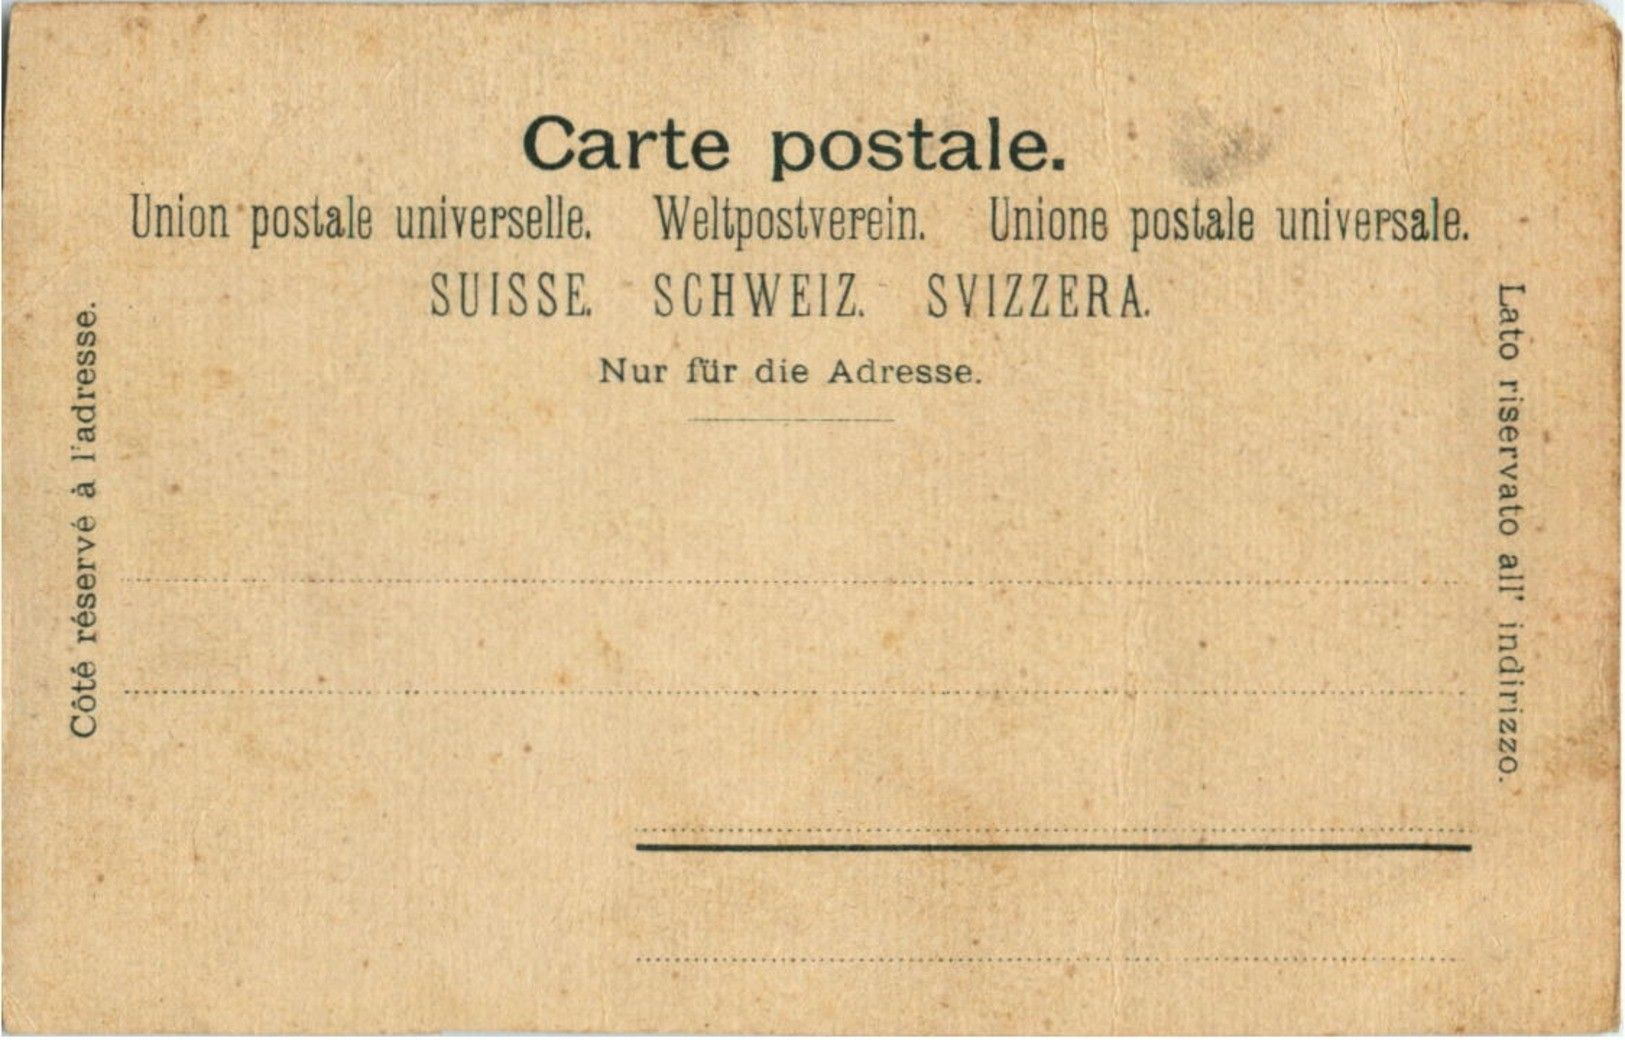 Carte postale.
Union postale universelle. Weltpostverein. Unione postale universale.
SUISSE. SCHWEIZ. SVIZZERA.
Nur für die Adresse.
Côté réservé à l'adresse.
Lato riservato all' indirizzo.